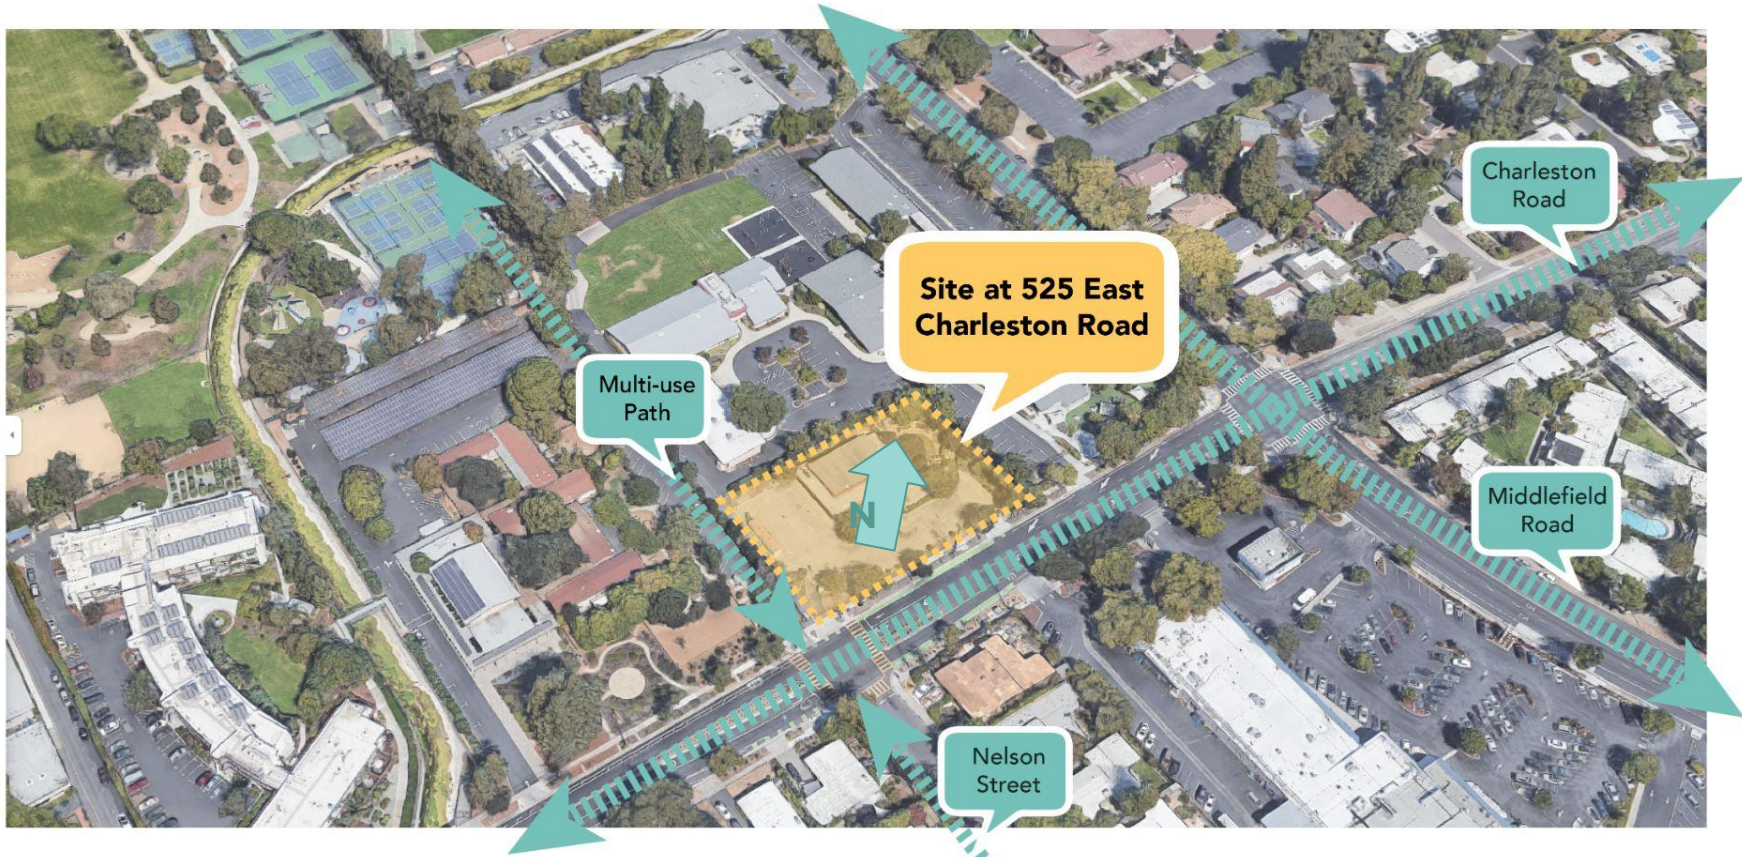 Charleston
Road
Site at 525 East
Charleston Road
Multi-use
Path
N
Middlefield
Road
Nelson
Street